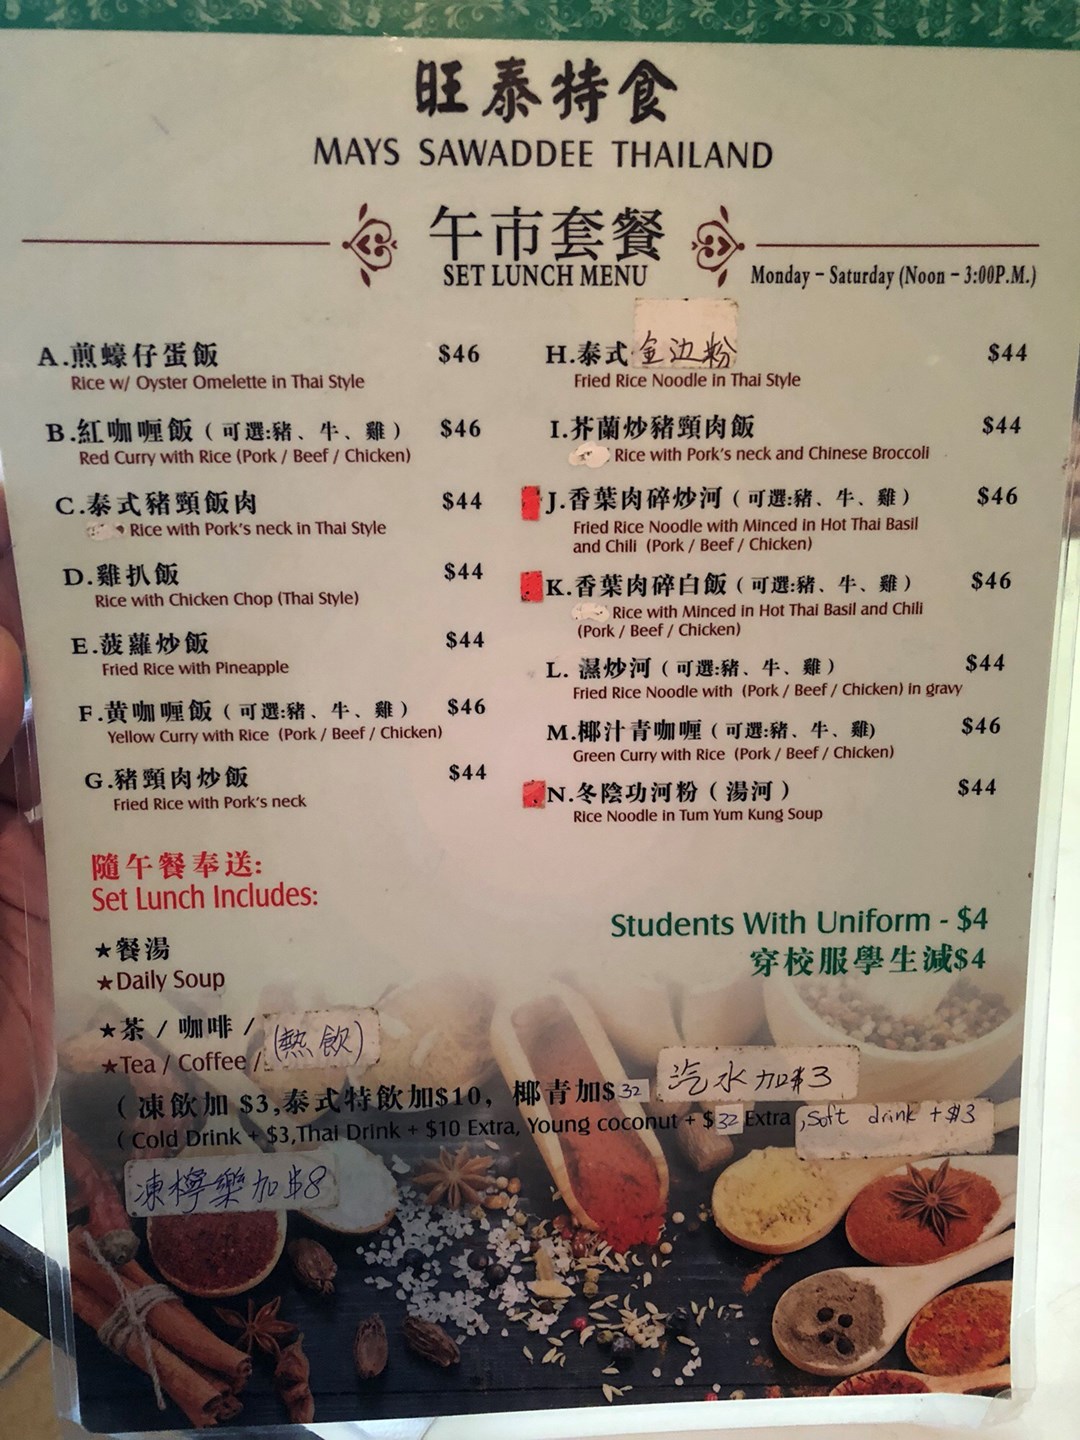 旺泰特食
MAYS SAWADDEE THAILAND
午市套餐
SET LUNCH MENU
Monday - Saturday (Noon - 3:00P.M.)
A.煎蠔仔蛋飯 $46
Rice w/ Oyster Omelette in Thai Style
B.紅咖喱飯(可選:豬、牛、雞) $46
Red Curry with Rice (Pork / Beef / Chicken)
C.泰式豬頸飯肉 $44
Rice with Pork's neck in Thai Style
D.雞扒飯 $44
Rice with Chicken Chop (Thai Style)
E.菠蘿炒飯 $44
Fried Rice with Pineapple
F.黄咖喱飯(可選:豬、牛、雞) $46
Yellow Curry with Rice (Pork / Beef / Chicken)
G.豬頸肉炒飯 $44
Fried Rice with Pork's neck
H.泰式金边粉 $44
Fried Rice Noodle in Thai Style
I.芥蘭炒豬頸肉飯 $44
Rice with Pork's neck and Chinese Broccoli
J.香葉肉碎炒河(可選:豬、牛、雞) $46
Fried Rice Noodle with Minced in Hot Thai Basil
and Chili (Pork / Beef / Chicken)
K.香葉肉碎白飯(可選:豬、牛、雞) $46
Rice with Minced in Hot Thai Basil and Chili
(Pork / Beef / Chicken)
L. 濕炒河(可選:豬、牛、雞) $44
Fried Rice Noodle with (Pork / Beef / Chicken) in gravy
M.椰汁青咖喱(可選:豬、牛、雞) $46
Green Curry with Rice (Pork / Beef / Chicken)
N.冬陰功河粉(湯河) $44
Rice Noodle in Tum Yum Kung Soup
隨午餐奉送:
Set Lunch Includes:
★餐湯
★Daily Soup
★茶 / 咖啡 / (熱飲)
★Tea / Coffee /
Students With Uniform - $4
穿校服學生減$4
(凍飲加 $3,泰式特飲加$10, 椰青加$32 汽水加$3
(Cold Drink + $3,Thai Drink + $10 Extra, Young coconut + $32 Extra ,Soft drink +$3
凍檸樂加$8